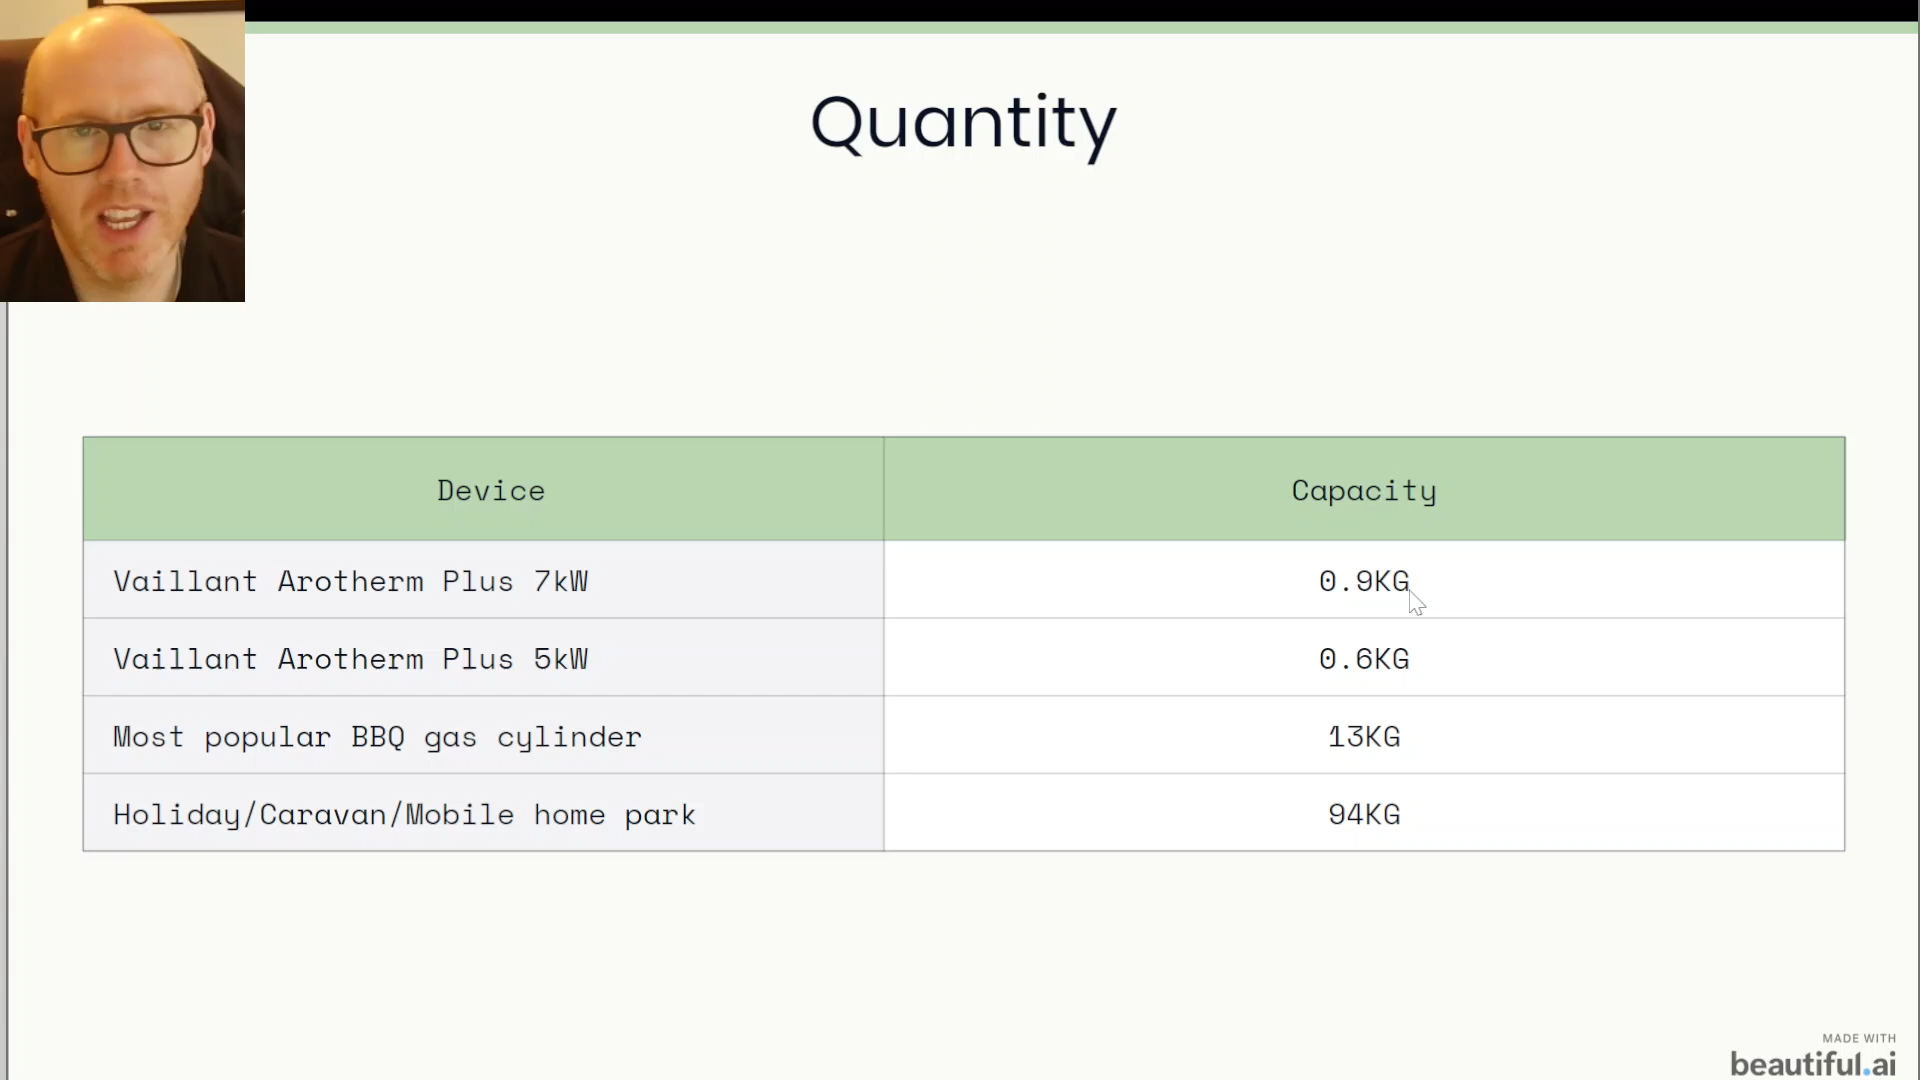 Quantity
Device Capacity
Vaillant Arotherm Plus 7kW 0.9KG
Vaillant Arotherm Plus 5kW 0.6KG
Most popular BBQ gas cylinder 13KG
Holiday/Caravan/Mobile home park 94KG
MADE WITH
beautiful.ai